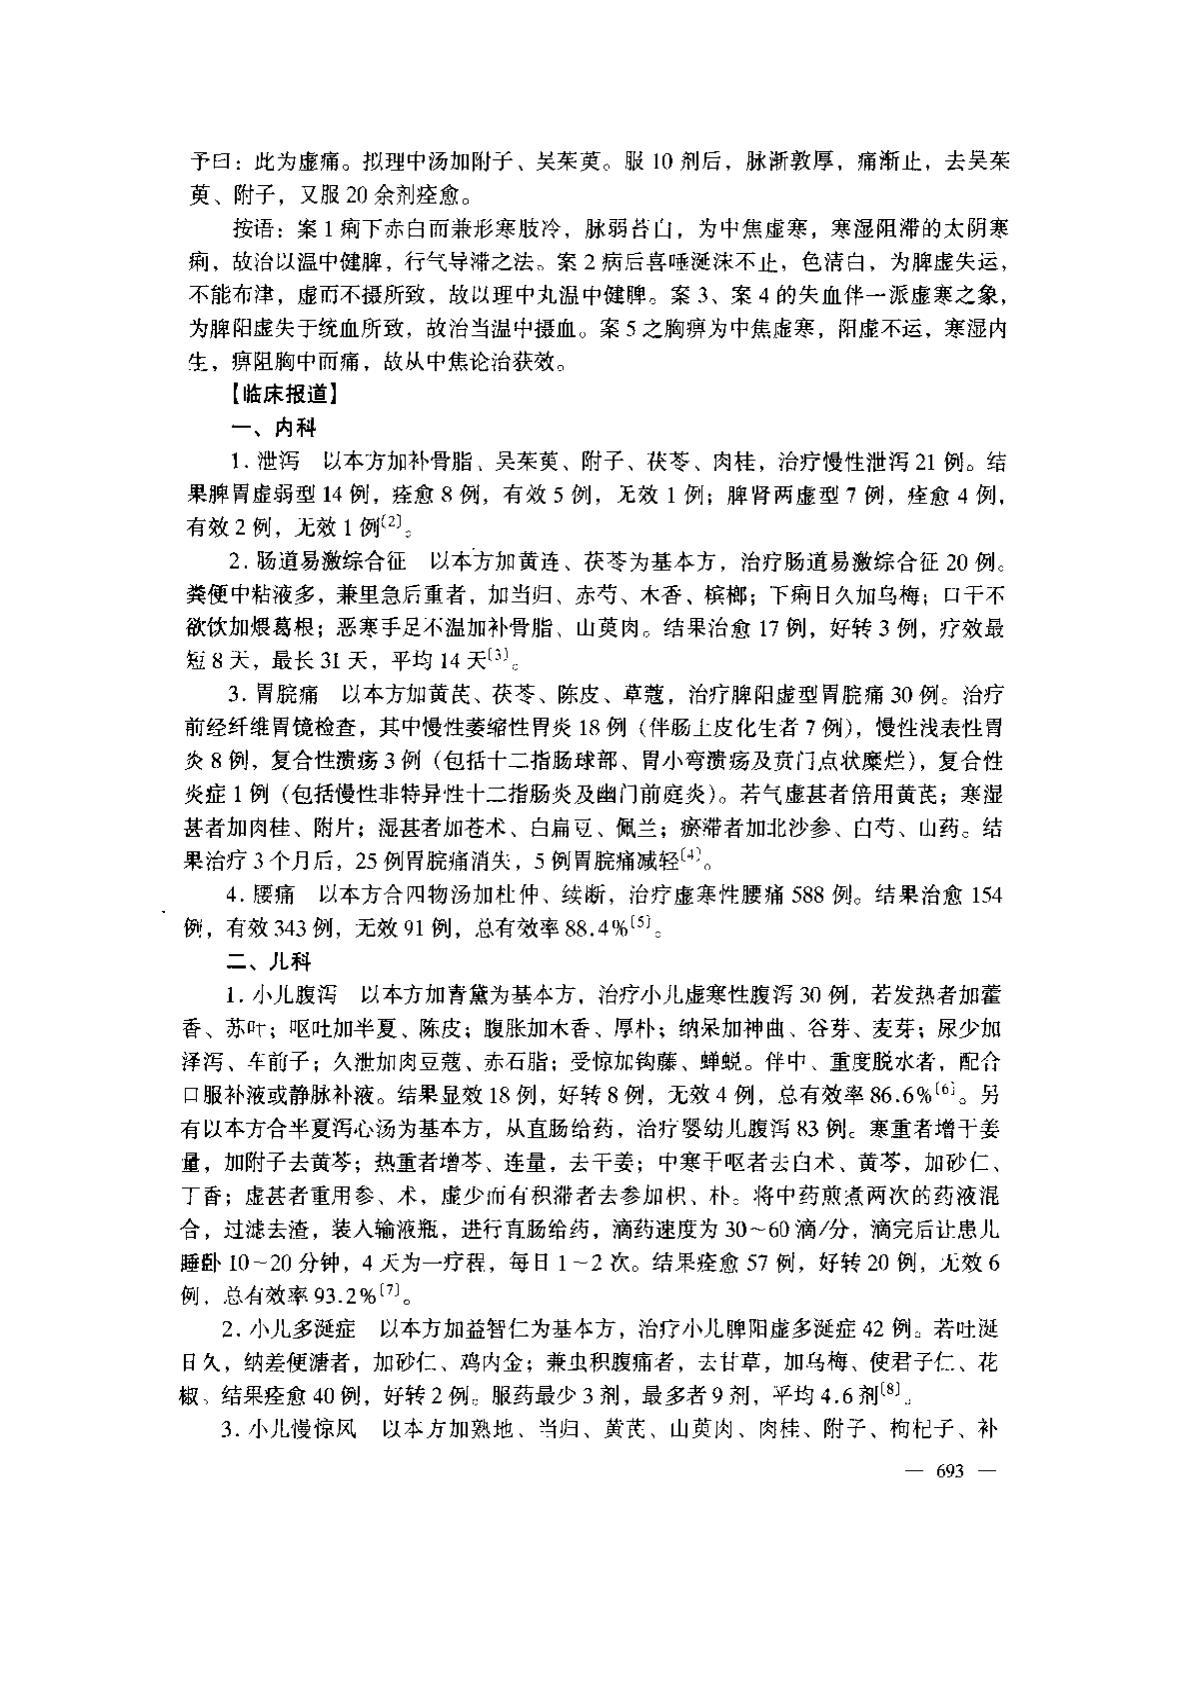 予曰：此为虚痛。拟理中汤加附子、吴茱萸。服 10 剂后，脉渐敦厚，痛渐止，去吴茱
萸、附子，又服 20 余剂痊愈。
按语：案 1 痢下赤白而兼形寒肢冷，脉弱苔白，为中焦虚寒，寒湿阻滞的太阴寒
痢，故治以温中健脾，行气导滞之法。案 2 病后喜唾涎沫不止，色清白，为脾虚失运，
不能布津，虚而不摄所致，故以理中丸温中健脾。案 3、案 4 的失血伴一派虚寒之象，
为脾阳虚失于统血所致，故治当温中摄血。案 5 之胸痹为中焦虚寒，阳虚不运，寒湿内
生，痹阻胸中而痛，故从中焦论治获效。
【临床报道】
一、内科
1. 泄泻　以本方加补骨脂、吴茱萸、附子、茯苓、肉桂，治疗慢性泄泻 21 例。结
果脾胃虚弱型 14 例，痊愈 8 例，有效 5 例，无效 1 例；脾肾两虚型 7 例，痊愈 4 例，
有效 2 例，无效 1 例〔2〕。
2. 肠道易激综合征　以本方加黄连、茯苓为基本方，治疗肠道易激综合征 20 例。
粪便中粘液多，兼里急后重者，加当归、赤芍、木香、槟榔；下痢日久加乌梅；口干不
欲饮加煨葛根；恶寒手足不温加补骨脂、山萸肉。结果治愈 17 例，好转 3 例，疗效最
短 8 天，最长 31 天，平均 14 天〔3〕。
3. 胃脘痛　以本方加黄芪、茯苓、陈皮、草蔻，治疗脾阳虚型胃脘痛 30 例。治疗
前经纤维胃镜检查，其中慢性萎缩性胃炎 18 例（伴肠上皮化生者 7 例），慢性浅表性胃
炎 8 例，复合性溃疡 3 例（包括十二指肠球部、胃小弯溃疡及贲门点状糜烂），复合性
炎症 1 例（包括慢性非特异性十二指肠炎及幽门前庭炎）。若气虚甚者倍用黄芪；寒湿
甚者加肉桂、附片；湿甚者加苍术、白扁豆、佩兰；瘀滞者加北沙参、白芍、山药。结
果治疗 3 个月后，25 例胃脘痛消失，5 例胃脘痛减轻〔4〕。
4. 腰痛　以本方合四物汤加杜仲、续断，治疗虚寒性腰痛 588 例。结果治愈 154
例，有效 343 例，无效 91 例，总有效率 88.4%〔5〕。
二、儿科
1. 小儿腹泻　以本方加青黛为基本方，治疗小儿虚寒性腹泻 30 例，若发热者加藿
香、苏叶；呕吐加半夏、陈皮；腹胀加木香、厚朴；纳呆加神曲、谷芽、麦芽；尿少加
泽泻、车前子；久泄加肉豆蔻、赤石脂；受惊加钩藤、蝉蜕。伴中、重度脱水者，配合
口服补液或静脉补液。结果显效 18 例，好转 8 例，无效 4 例，总有效率 86.6%〔6〕。另
有以本方合半夏泻心汤为基本方，从直肠给药，治疗婴幼儿腹泻 83 例。寒重者增干姜
量，加附子去黄芩；热重者增芩、连量，去干姜；中寒干呕者去白术、黄芩，加砂仁、
丁香；虚甚者重用参、术，虚少而有积滞者去参加枳、朴。将中药煎煮两次的药液混
合，过滤去渣，装入输液瓶，进行直肠给药，滴药速度为 30～60 滴/分，滴完后让患儿
睡卧 10～20 分钟，4 天为一疗程，每日 1～2 次。结果痊愈 57 例，好转 20 例，无效 6
例，总有效率 93.2%〔7〕。
2. 小儿多涎症　以本方加益智仁为基本方，治疗小儿脾阳虚多涎症 42 例。若吐涎
日久，纳差便溏者，加砂仁、鸡内金；兼虫积腹痛者，去甘草，加乌梅、使君子仁、花
椒。结果痊愈 40 例，好转 2 例。服药最少 3 剂，最多者 9 剂，平均 4.6 剂〔8〕。
3. 小儿慢惊风　以本方加熟地、当归、黄芪、山萸肉、肉桂、附子、枸杞子、补
— 693 —